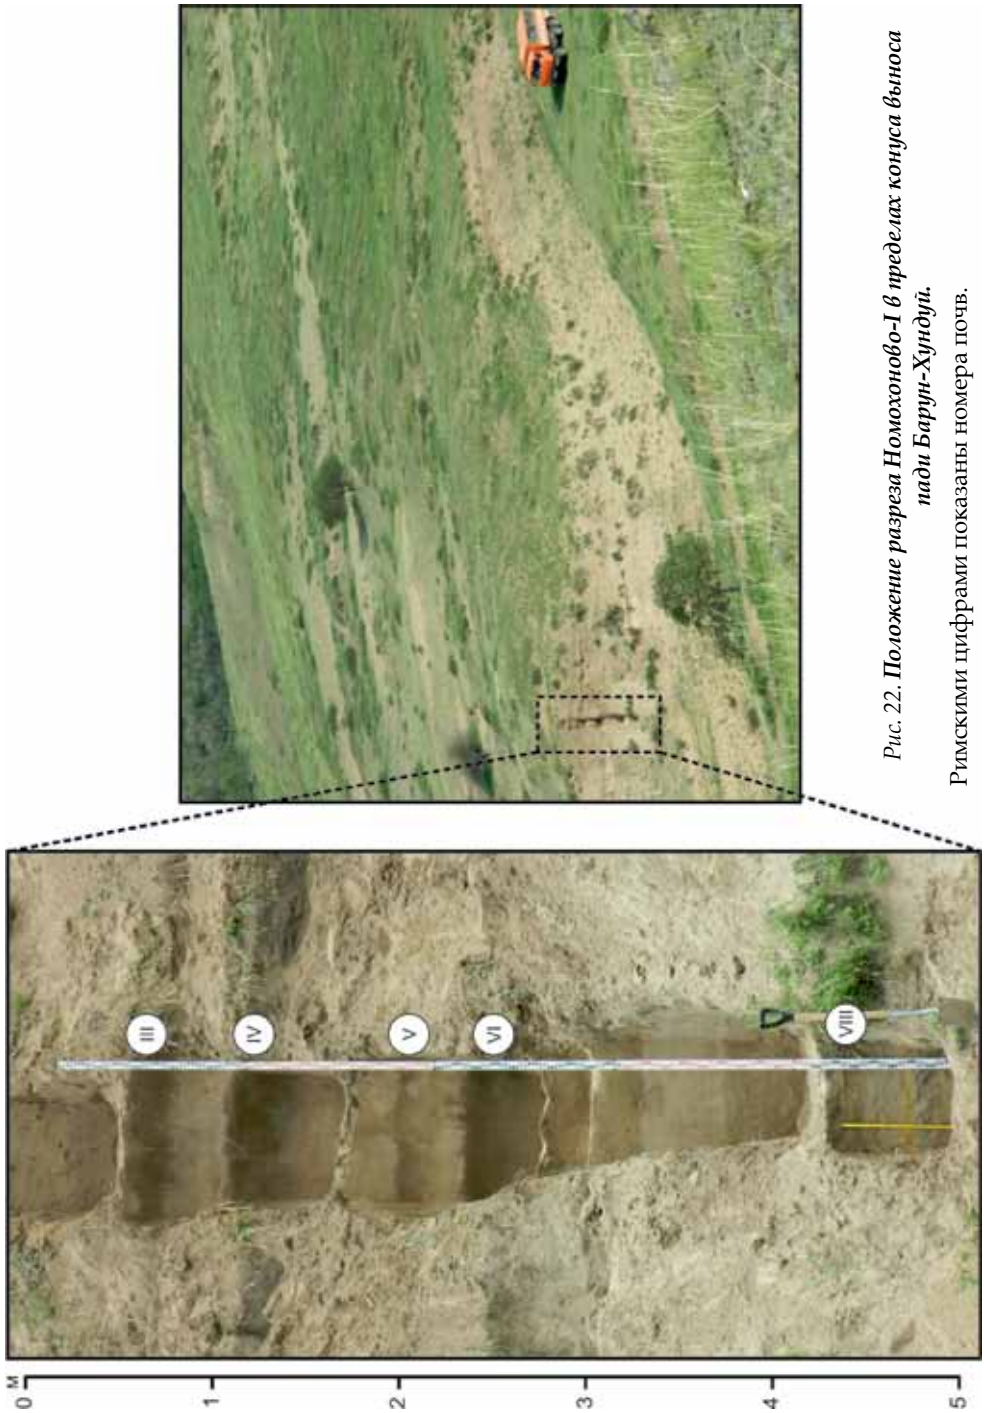 III
IV
V
VI
VIII
м
0
1
2
3
4
5
Рис. 22. Положение разреза Номохоново-I в пределах конуса выноса
пади Барун-Хундуй.
Римскими цифрами показаны номера почв.